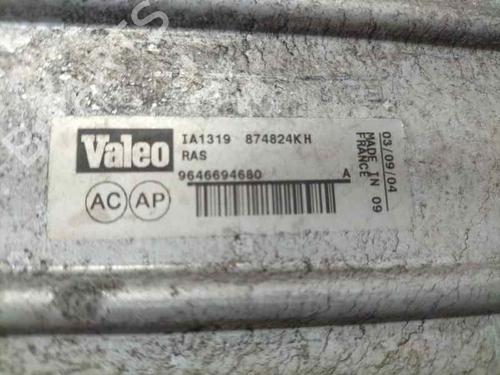 Valeo
IA1319 874824KH
RAS
9646694680 A
AC AP
03/09/04
MADE IN 09
FRANCE